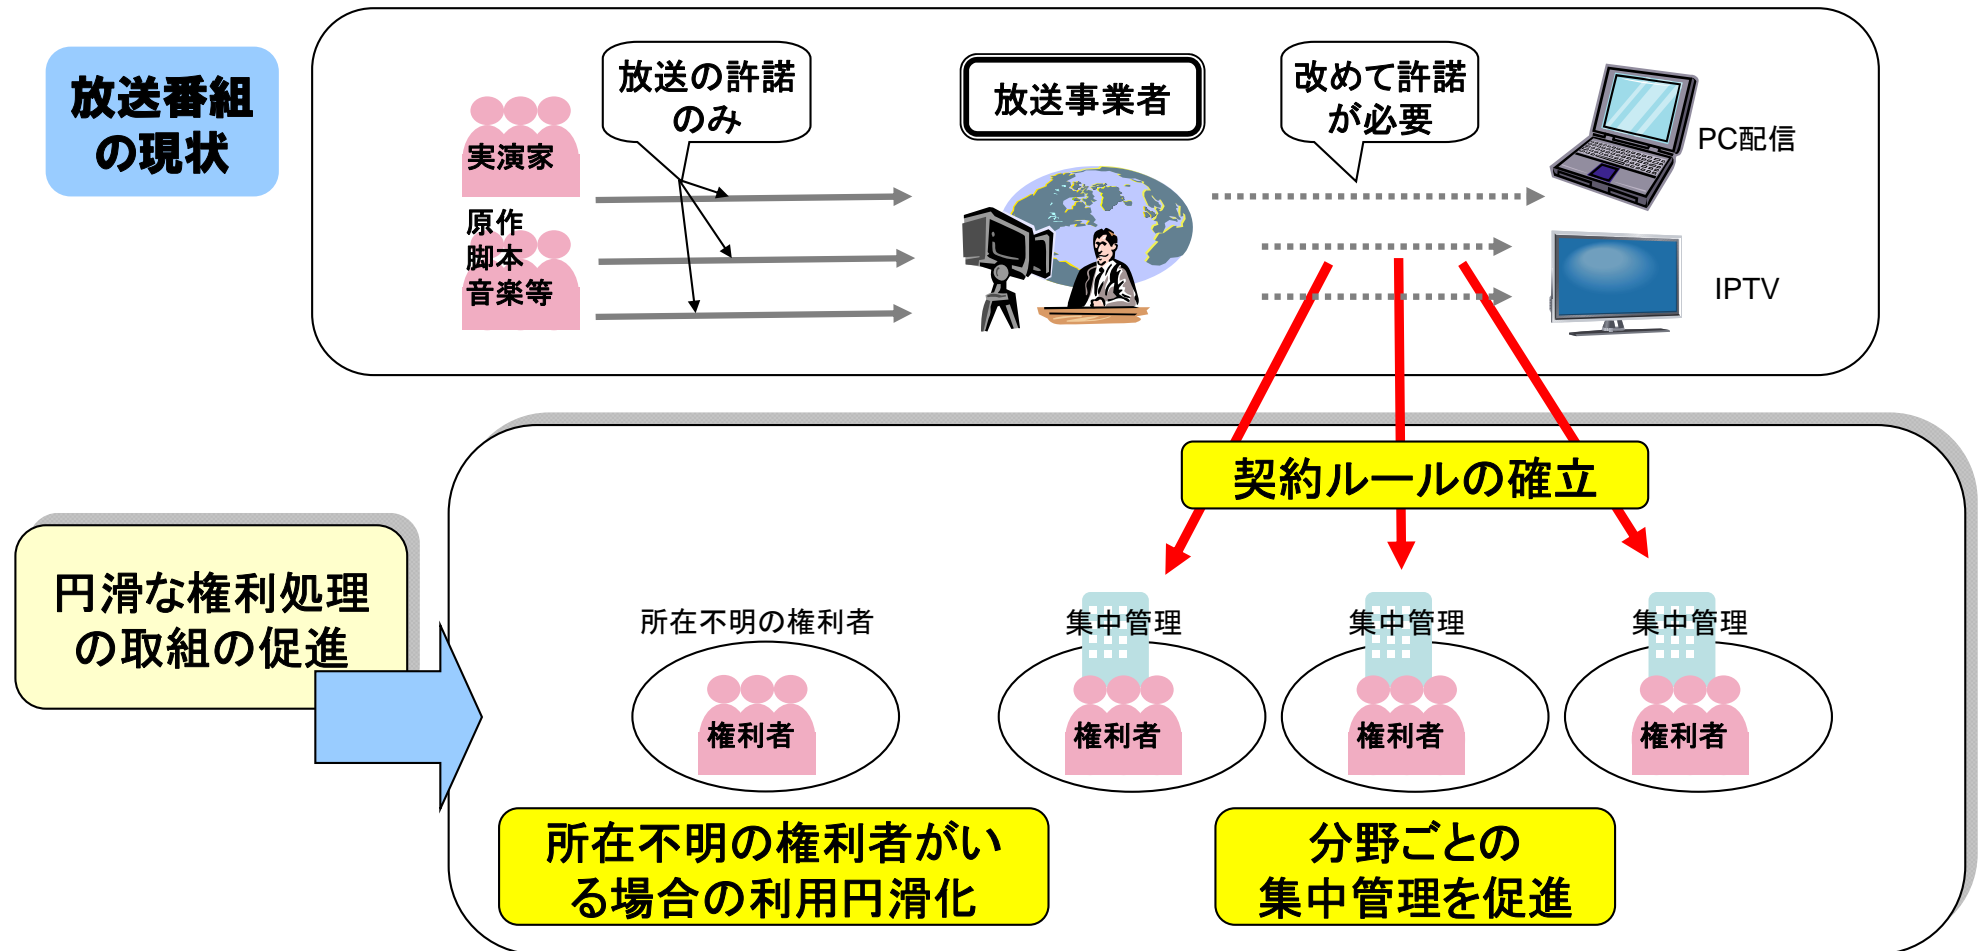 放送番組
の現状
放送の許諾
のみ
放送事業者
改めて許諾
が必要
実演家
原作
脚本
音楽等
PC配信
IPTV
契約ルールの確立
円滑な権利処理
の取組の促進
所在不明の権利者
権利者
集中管理
権利者
集中管理
権利者
集中管理
権利者
所在不明の権利者がい
る場合の利用円滑化
分野ごとの
集中管理を促進